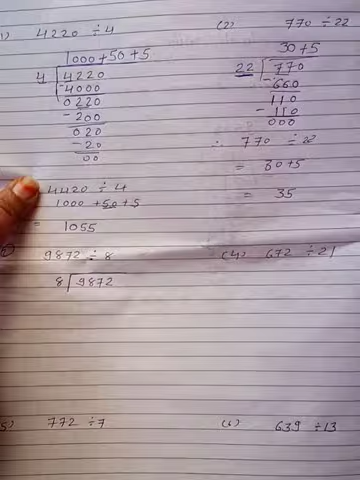 1) 4220 ÷ 4
1000 + 50 + 5
4 4220
- 4000
0220
- 200
020
- 20
00
4420 ÷ 4
1000 + 50 + 5
= 1055
(2) 770 ÷ 22
30 + 5
22 770
- 660
110
- 110
000
∴ 770 ÷ 22
= 30 + 5
= 35
9872 ÷ 8
8 9872
(4) 672 ÷ 21
5) 772 ÷ 7
(6) 639 ÷ 13